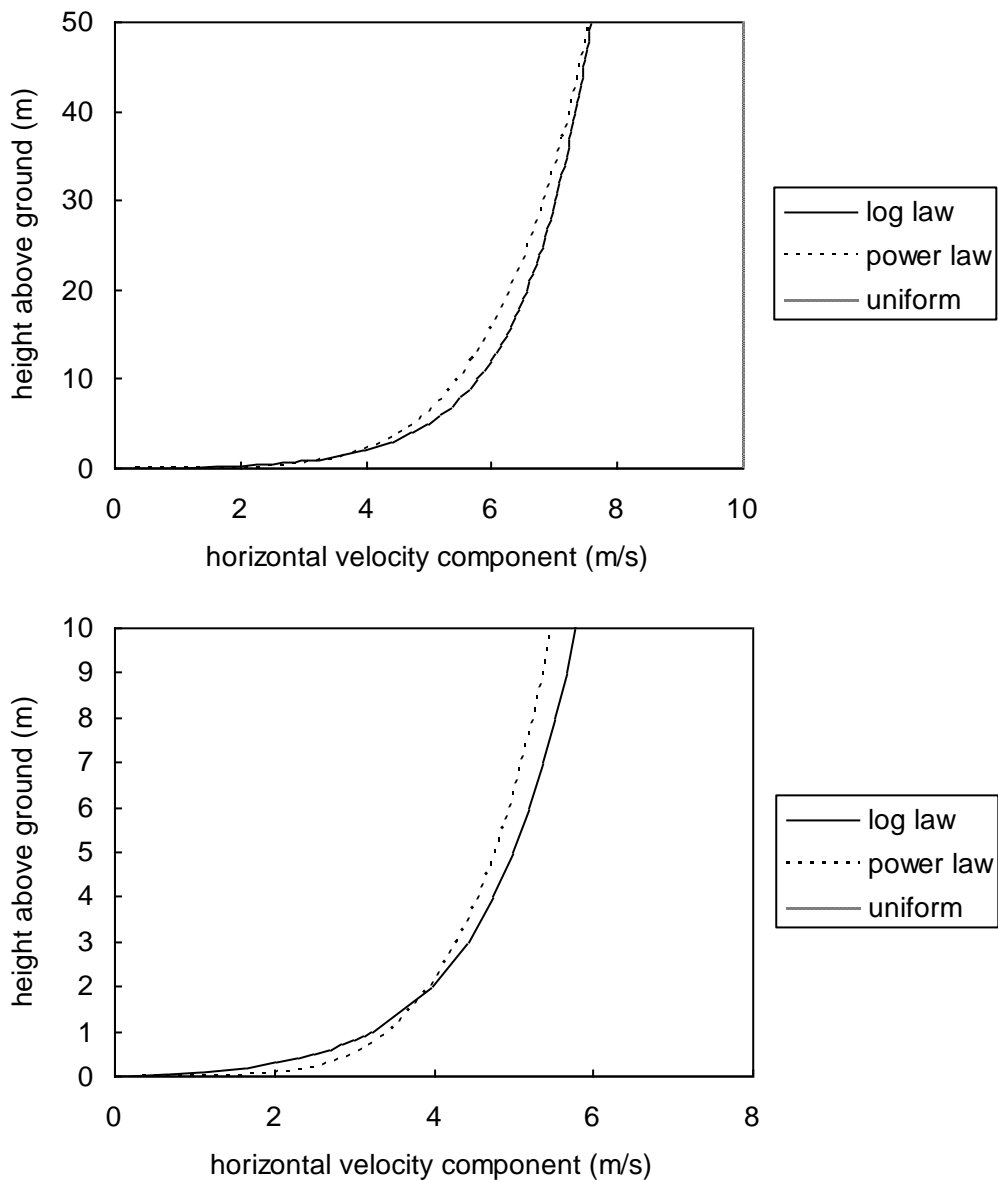 50
40
30
20
10
0
height above ground (m)
0 2 4 6 8 10
horizontal velocity component (m/s)
log law
power law
uniform
10
9
8
7
6
5
4
3
2
1
0
height above ground (m)
0 2 4 6 8
horizontal velocity component (m/s)
log law
power law
uniform